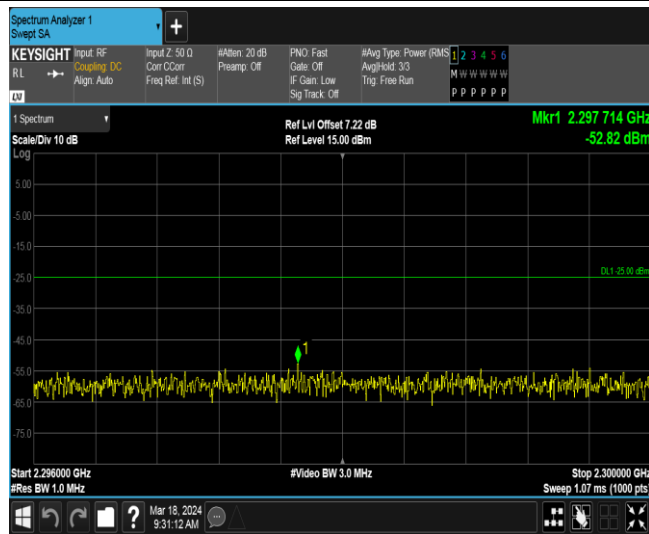 Spectrum Analyzer 1
Swept SA
+
KEYSIGHT Input: RF Input Z: 50 Ω #Atten: 20 dB PNO: Fast #Avg Type: Power (RMS 1 2 3 4 5 6
RL Coupling: DC Corr CCorr Preamp: Off Gate: Off Avg|Hold: 3/3 M W W W W W
Align: Auto Freq Ref: Int (S) IF Gain: Low Trig: Free Run
Sig Track: Off P P P P P P
LXI
1 Spectrum Ref Lvl Offset 7.22 dB Mkr1 2.297 714 GHz
Scale/Div 10 dB Ref Level 15.00 dBm -52.82 dBm
Log
5.00
-5.00
-15.0
DL1 -25.00 dBm
-25.0
-35.0
-45.0
1
-55.0
-65.0
-75.0
Start 2.296000 GHz #Video BW 3.0 MHz Stop 2.300000 GHz
#Res BW 1.0 MHz Sweep 1.07 ms (1000 pts)
? Mar 18, 2024
9:31:12 AM